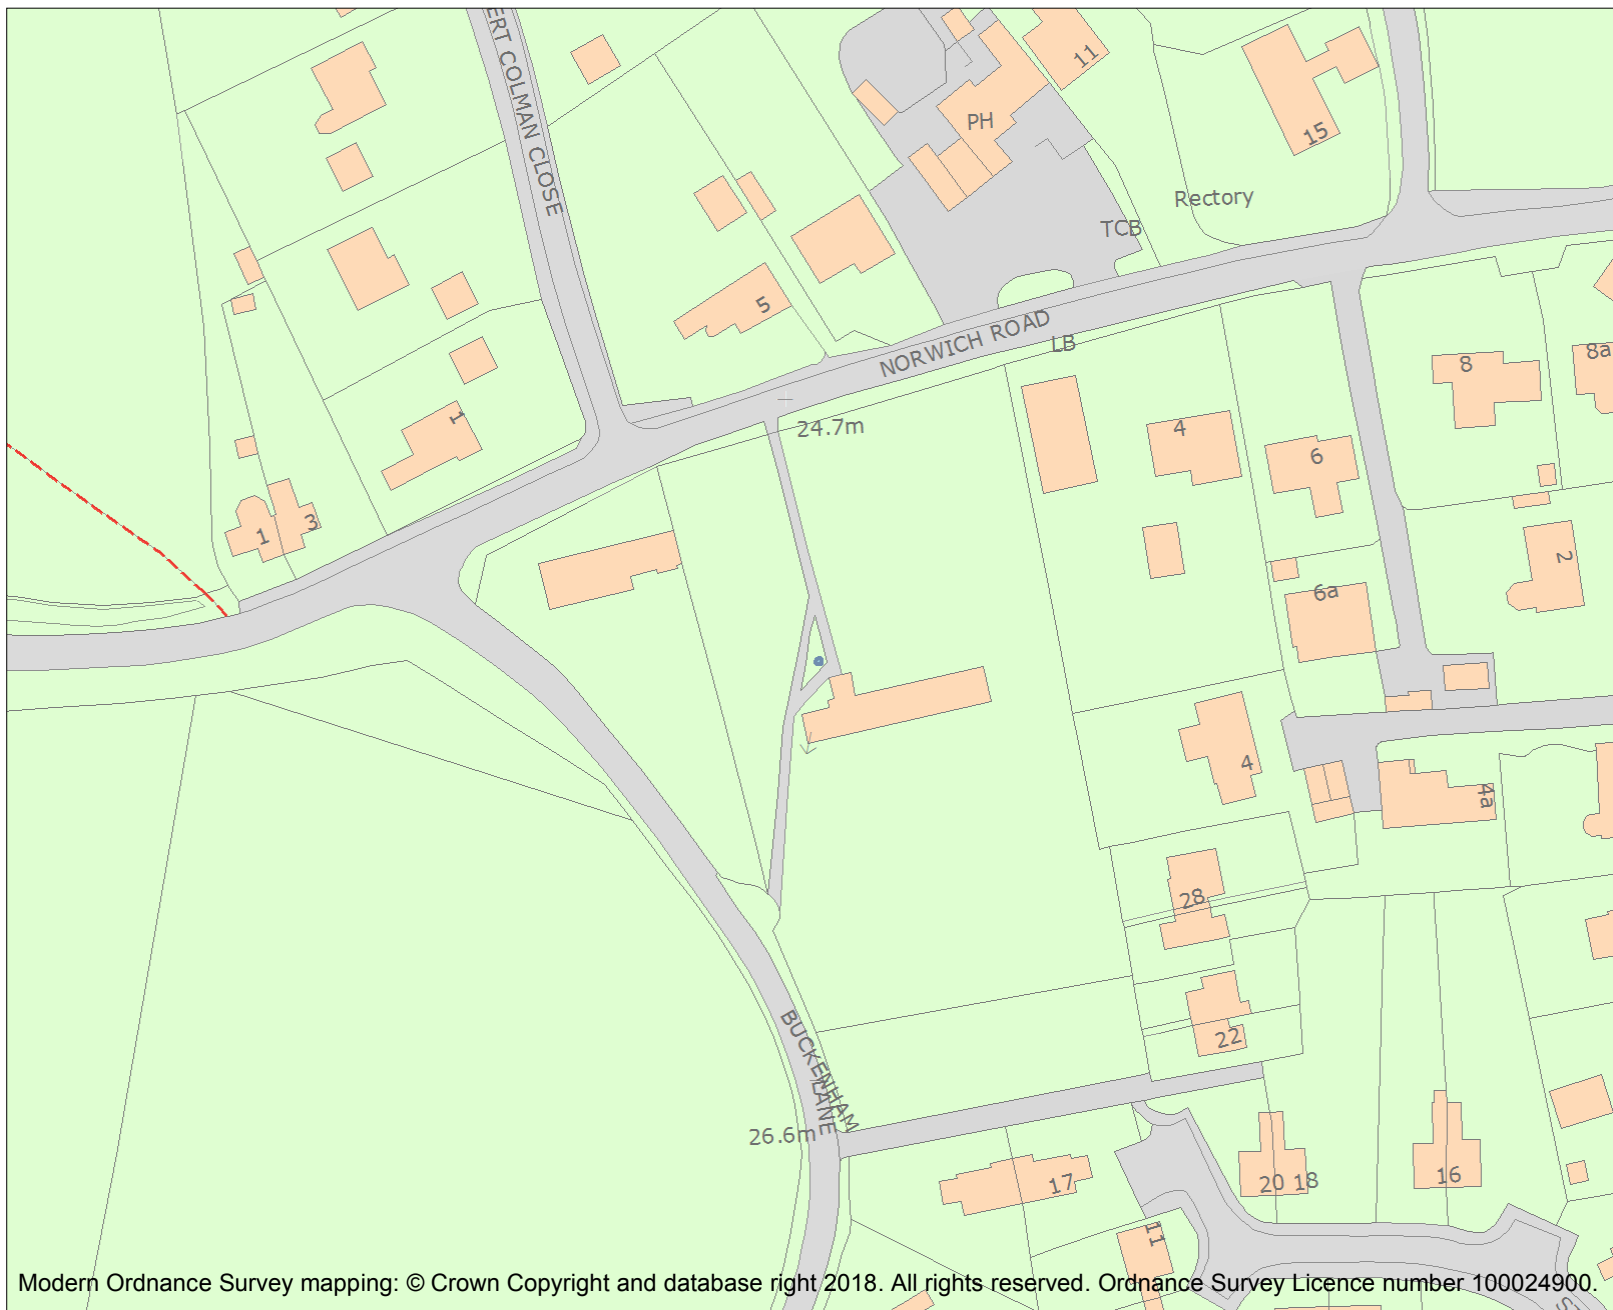 ERT COLMAN CLOSE
11
15
PH
Rectory
TCB
5
NORWICH ROAD
LB
8
8a
1
24.7m
4
6
1
3
2
6a
4
4a
28
22
BUCKENHAM
LANE
26.6m
17
20 18
16
11
Modern Ordnance Survey mapping: © Crown Copyright and database right 2018. All rights reserved. Ordnance Survey Licence number 100024900.